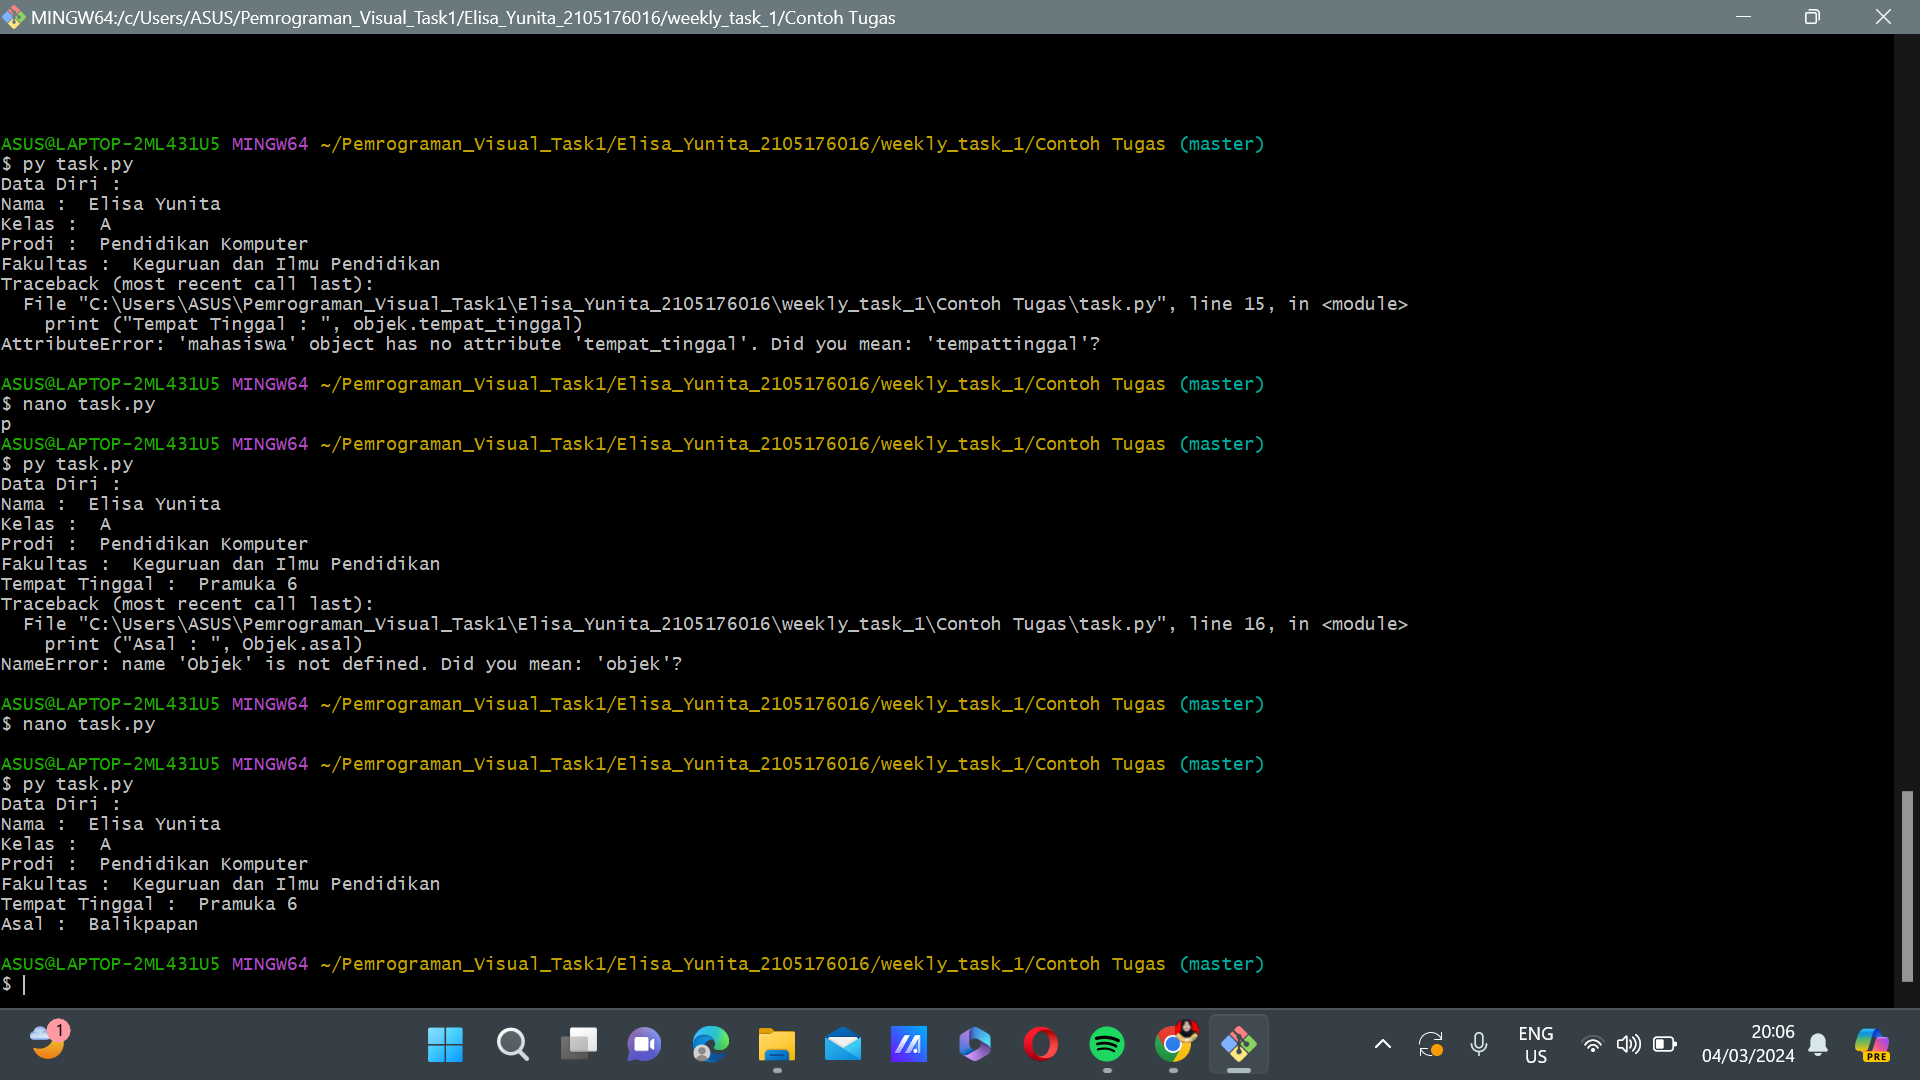 MINGW64:/c/Users/ASUS/Pemrograman_Visual_Task1/Elisa_Yunita_2105176016/weekly_task_1/Contoh Tugas
ASUS@LAPTOP-2ML431U5 MINGW64 ~/Pemrograman_Visual_Task1/Elisa_Yunita_2105176016/weekly_task_1/Contoh Tugas (master)
$ py task.py
Data Diri :
Nama :  Elisa Yunita
Kelas :  A
Prodi :  Pendidikan Komputer
Fakultas :  Keguruan dan Ilmu Pendidikan
Traceback (most recent call last):
  File "C:\Users\ASUS\Pemrograman_Visual_Task1\Elisa_Yunita_2105176016\weekly_task_1\Contoh Tugas\task.py", line 15, in <module>
    print ("Tempat Tinggal : ", objek.tempat_tinggal)
AttributeError: 'mahasiswa' object has no attribute 'tempat_tinggal'. Did you mean: 'tempattinggal'?
ASUS@LAPTOP-2ML431U5 MINGW64 ~/Pemrograman_Visual_Task1/Elisa_Yunita_2105176016/weekly_task_1/Contoh Tugas (master)
$ nano task.py
p
ASUS@LAPTOP-2ML431U5 MINGW64 ~/Pemrograman_Visual_Task1/Elisa_Yunita_2105176016/weekly_task_1/Contoh Tugas (master)
$ py task.py
Data Diri :
Nama :  Elisa Yunita
Kelas :  A
Prodi :  Pendidikan Komputer
Fakultas :  Keguruan dan Ilmu Pendidikan
Tempat Tinggal :  Pramuka 6
Traceback (most recent call last):
  File "C:\Users\ASUS\Pemrograman_Visual_Task1\Elisa_Yunita_2105176016\weekly_task_1\Contoh Tugas\task.py", line 16, in <module>
    print ("Asal : ", Objek.asal)
NameError: name 'Objek' is not defined. Did you mean: 'objek'?
ASUS@LAPTOP-2ML431U5 MINGW64 ~/Pemrograman_Visual_Task1/Elisa_Yunita_2105176016/weekly_task_1/Contoh Tugas (master)
$ nano task.py
ASUS@LAPTOP-2ML431U5 MINGW64 ~/Pemrograman_Visual_Task1/Elisa_Yunita_2105176016/weekly_task_1/Contoh Tugas (master)
$ py task.py
Data Diri :
Nama :  Elisa Yunita
Kelas :  A
Prodi :  Pendidikan Komputer
Fakultas :  Keguruan dan Ilmu Pendidikan
Tempat Tinggal :  Pramuka 6
Asal :  Balikpapan
ASUS@LAPTOP-2ML431U5 MINGW64 ~/Pemrograman_Visual_Task1/Elisa_Yunita_2105176016/weekly_task_1/Contoh Tugas (master)
$
1
ENG
US
20:06
04/03/2024
PRE